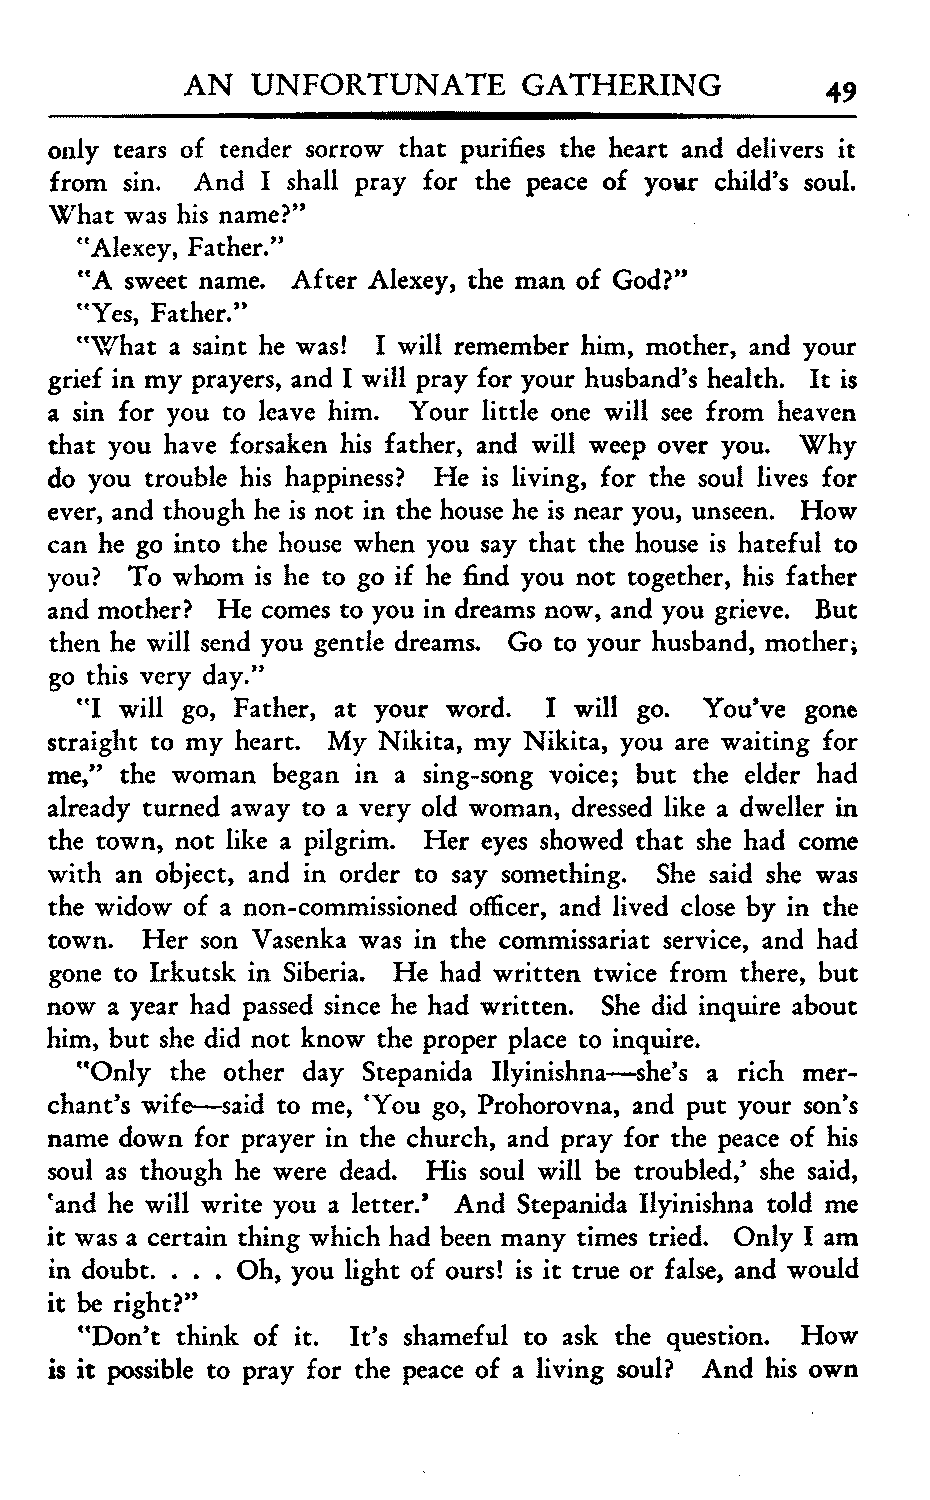 AN UNFORTUNATE GATHERING 49
only tears of tender sorrow that purifies the heart and delivers it
from sin. And I shall pray for the peace of your child's soul.
What was his name?"
"Alexey, Father."
"A sweet name. After Alexey, the man of God?"
"Yes, Father."
"What a saint he was! I will remember him, mother, and your
grief in my prayers, and I will pray for your husband's health. It is
a sin for you to leave him. Your little one will see from heaven
that you have forsaken his father, and will weep over you. Why
do you trouble his happiness? He is living, for the soul lives for
ever, and though he is not in the house he is near you, unseen. How
can he go into the house when you say that the house is hateful to
you? To whom is he to go if he find you not together, his father
and mother? He comes to you in dreams now, and you grieve. But
then he will send you gentle dreams. Go to your husband, mother;
go this very day."
"I will go, Father, at your word. I will go. You've gone
straight to my heart. My Nikita, my Nikita, you are waiting for
me," the woman began in a sing-song voice; but the elder had
already turned away to a very old woman, dressed like a dweller in
the town, not like a pilgrim. Her eyes showed that she had come
with an object, and in order to say something. She said she was
the widow of a non-commissioned officer, and lived close by in the
town. Her son Vasenka was in the commissariat service, and had
gone to Irkutsk in Siberia. He had written twice from there, but
now a year had passed since he had written. She did inquire about
him, but she did not know the proper place to inquire.
"Only the other day Stepanida Ilyinishna—she's a rich mer-
chant's wife—said to me, 'You go, Prohorovna, and put your son's
name down for prayer in the church, and pray for the peace of his
soul as though he were dead. His soul will be troubled,' she said,
'and he will write you a letter.' And Stepanida Ilyinishna told me
it was a certain thing which had been many times tried. Only I am
in doubt. . . . Oh, you light of ours! is it true or false, and would
it be right?"
"Don't think of it. It's shameful to ask the question. How
is it possible to pray for the peace of a living soul? And his own